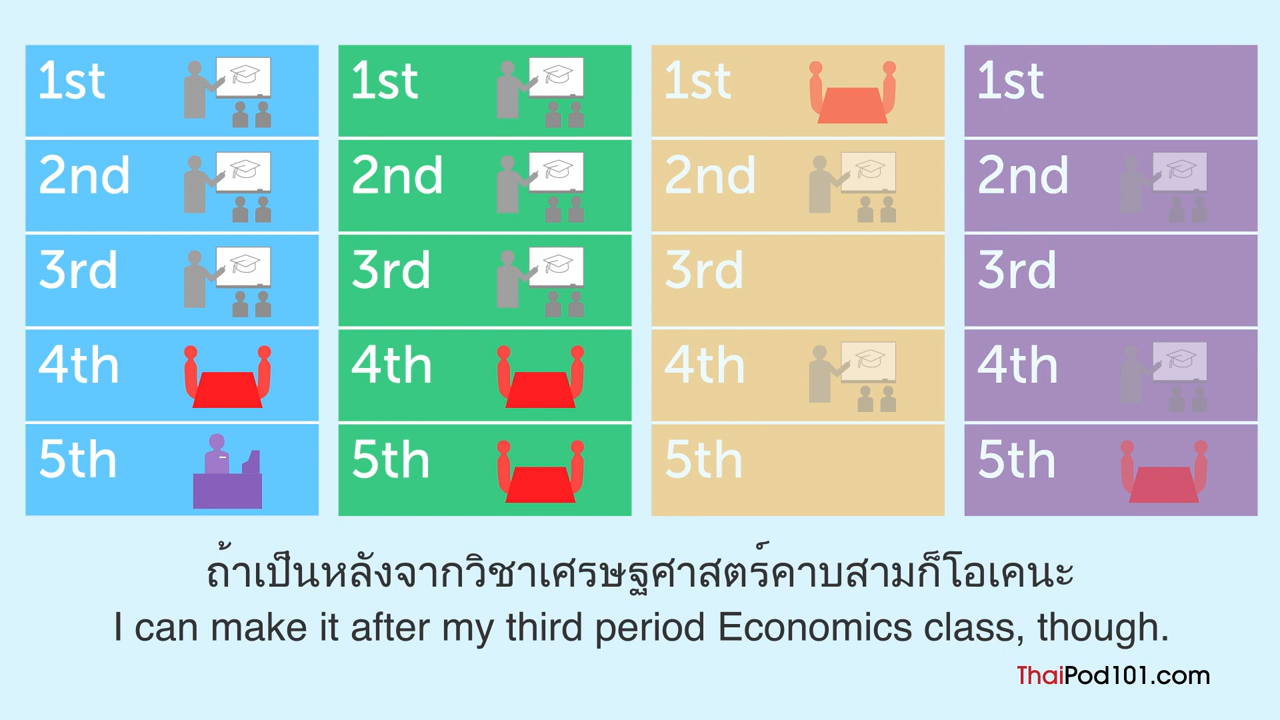 1st 1st 1st 1st
2nd 2nd 2nd 2nd
3rd 3rd 3rd 3rd
4th 4th 4th 4th
5th 5th 5th 5th
ถ้าเป็นหลังจากวิชาเศรษฐศาสตร์คาบสามก็โอเคนะ
I can make it after my third period Economics class, though.
ThaiPod101.com